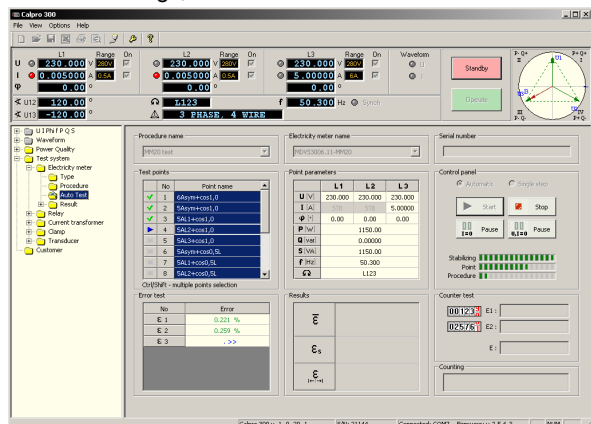 Calpro 300
File View Options Help
L1 Range On L2 Range On L3 Range On Waveform
U 230.000 V 280V 230.000 V 280V 230.000 V 280V U
I 0.005000 A 0.5A 0.005000 A 0.5A 5.00000 A 6A I
φ 0.00 ° 0.00 ° 0.00 °
∢ U12 120.00 ° Ω L123 f 50.300 Hz Synch
∢ U13 -120.00 ° 3 PHASE, 4 WIRE
Standby
Operate
P- Q+ P+ Q+
II I
U1
III IV
P- Q- P+ Q-
U I PHI f P Q S
Waveform
Power Quality
Test system
Electricity meter
Type
Procedure
Auto Test
Result
Relay
Current transformer
Clamp
Transducer
Customer
Procedure name
MM20 test
Electricity meter name
Serial number
Test points
No Point name
1 6Asym+cos1,0
2 5Asym+cos1,0
3 5AL1+cos1,0
4 5AL2+cos1,0
5 5AL3+cos1,0
6 5Asym+cos0,5L
7 5AL1+cos0,5L
8 5AL2+cos0,5L
Ctrl/Shift - multiple points selection
Point parameters
L1 L2 L3
U [V] 230.000 230.000 230.000
I [A] 5.00000
φ [°] 0.00 0.00 0.00
P [W] 1150.00
Q [var] 0.00000
S [VA] 1150.00
f [Hz] 50.300
Ω L123
Control panel
Automatic Single step
Start Stop
I=0 Pause U,I=0 Pause
Stabilizing
Point
Procedure
Error test
No Error
ε 1 0.221 %
ε 2 0.259 %
ε 3 . >>
Results
ε
εs
ε
Counter test
00123 E1:
02576 E2:
E:
Counting